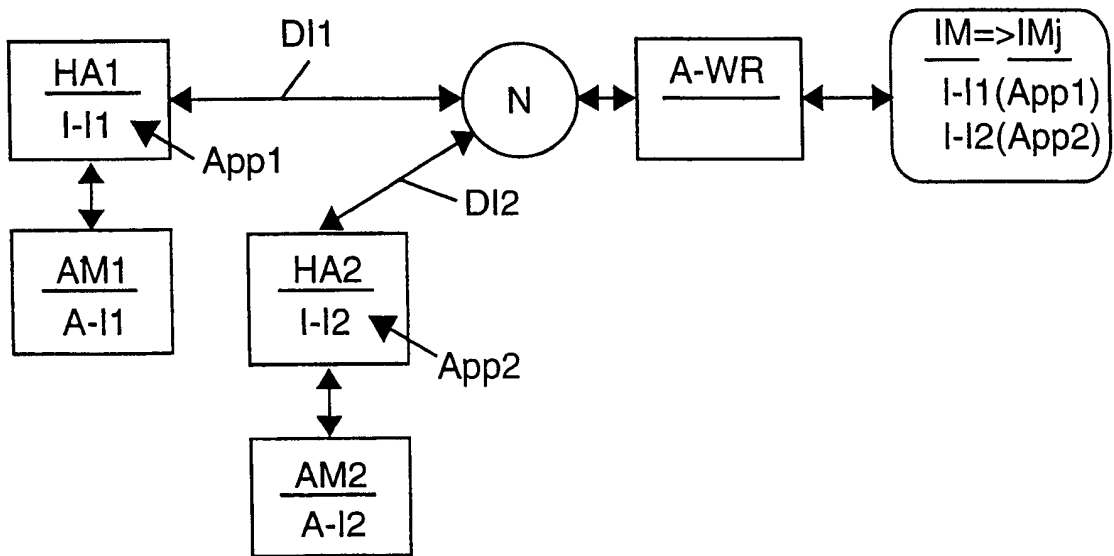 DI1
HA1
I-I1
App1
AM1
A-I1
N
A-WR
IM=>IMj
I-I1(App1)
I-I2(App2)
DI2
HA2
I-I2
App2
AM2
A-I2